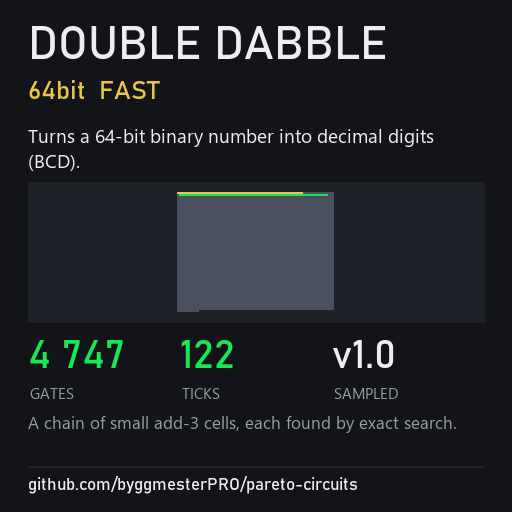 DOUBLE DABBLE
64bit FAST
Turns a 64-bit binary number into decimal digits
(BCD).
4 747 122 v1.0
GATES TICKS SAMPLED
A chain of small add-3 cells, each found by exact search.
github.com/byggmesterPRO/pareto-circuits